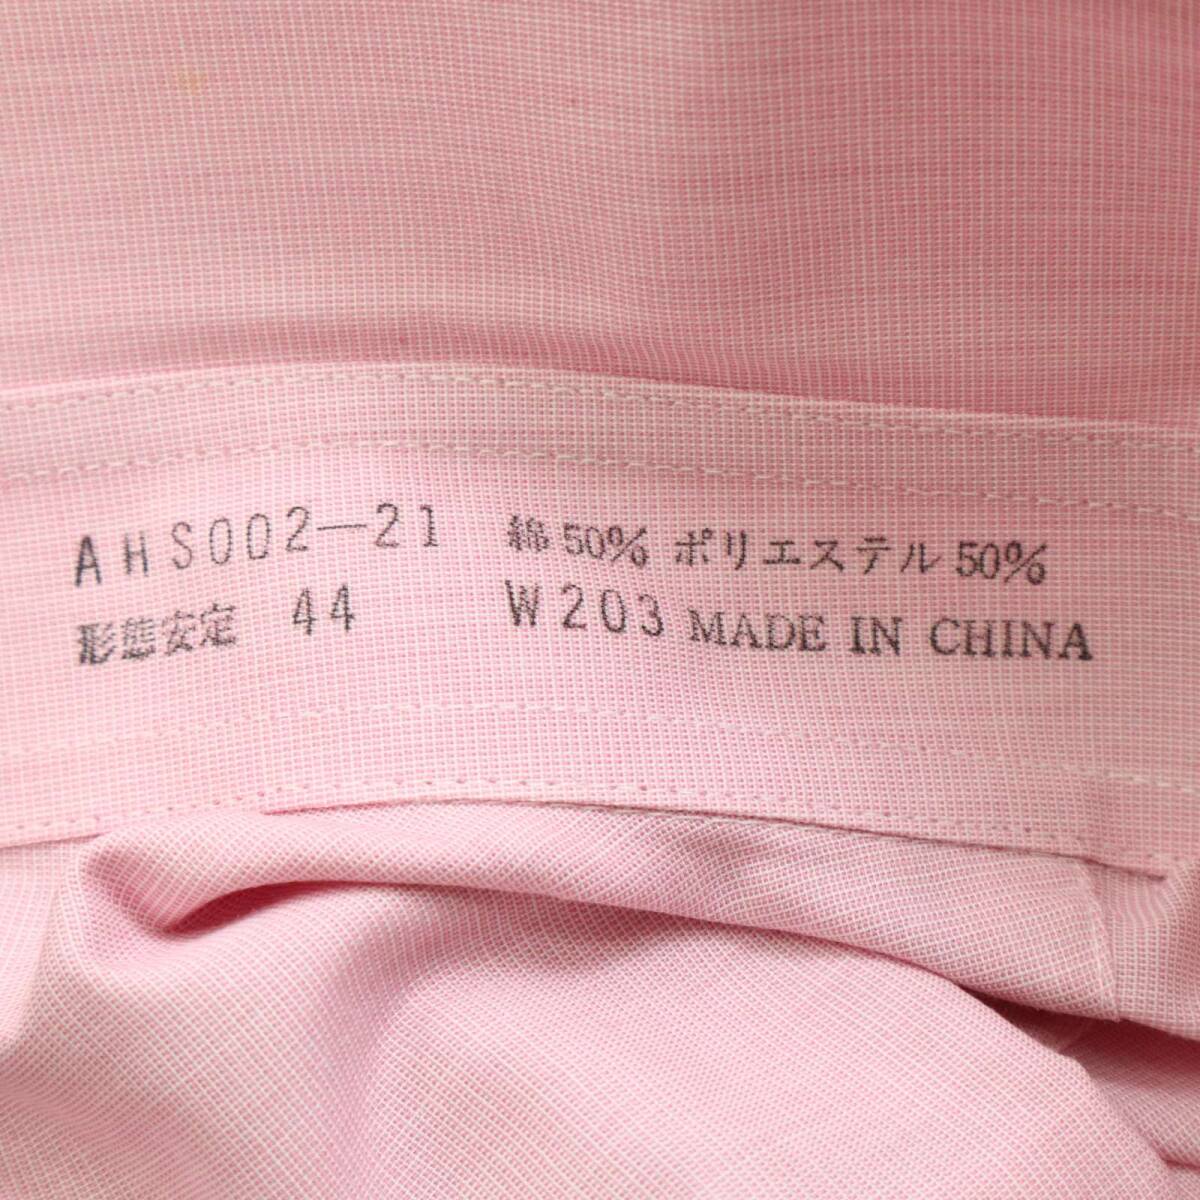 AHS002-21 綿50% ポリエステル50%
形態安定 44 W203 MADE IN CHINA